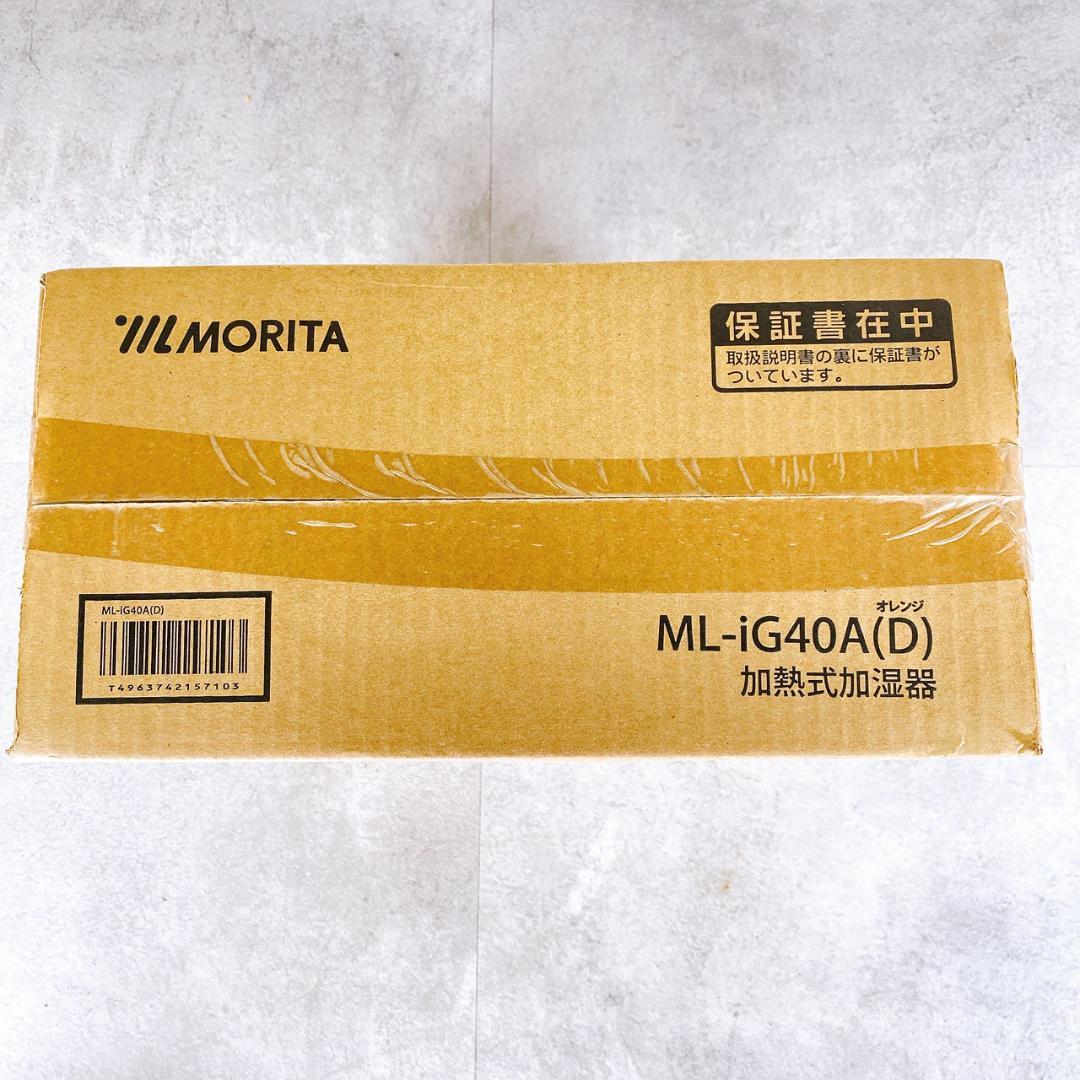 MORITA
保証書在中
取扱説明書の裏に保証書が
ついています。
ML-iG40A(D)
T4963742157103
オレンジ
ML-iG40A(D)
加熱式加湿器